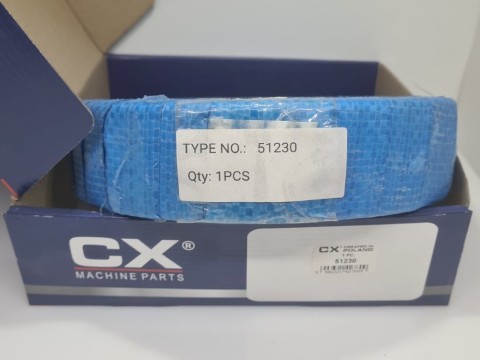 TYPE NO.: 51230
Qty: 1PCS
CX®
MACHINE PARTS
CX
POLAND
1 PC.
51230